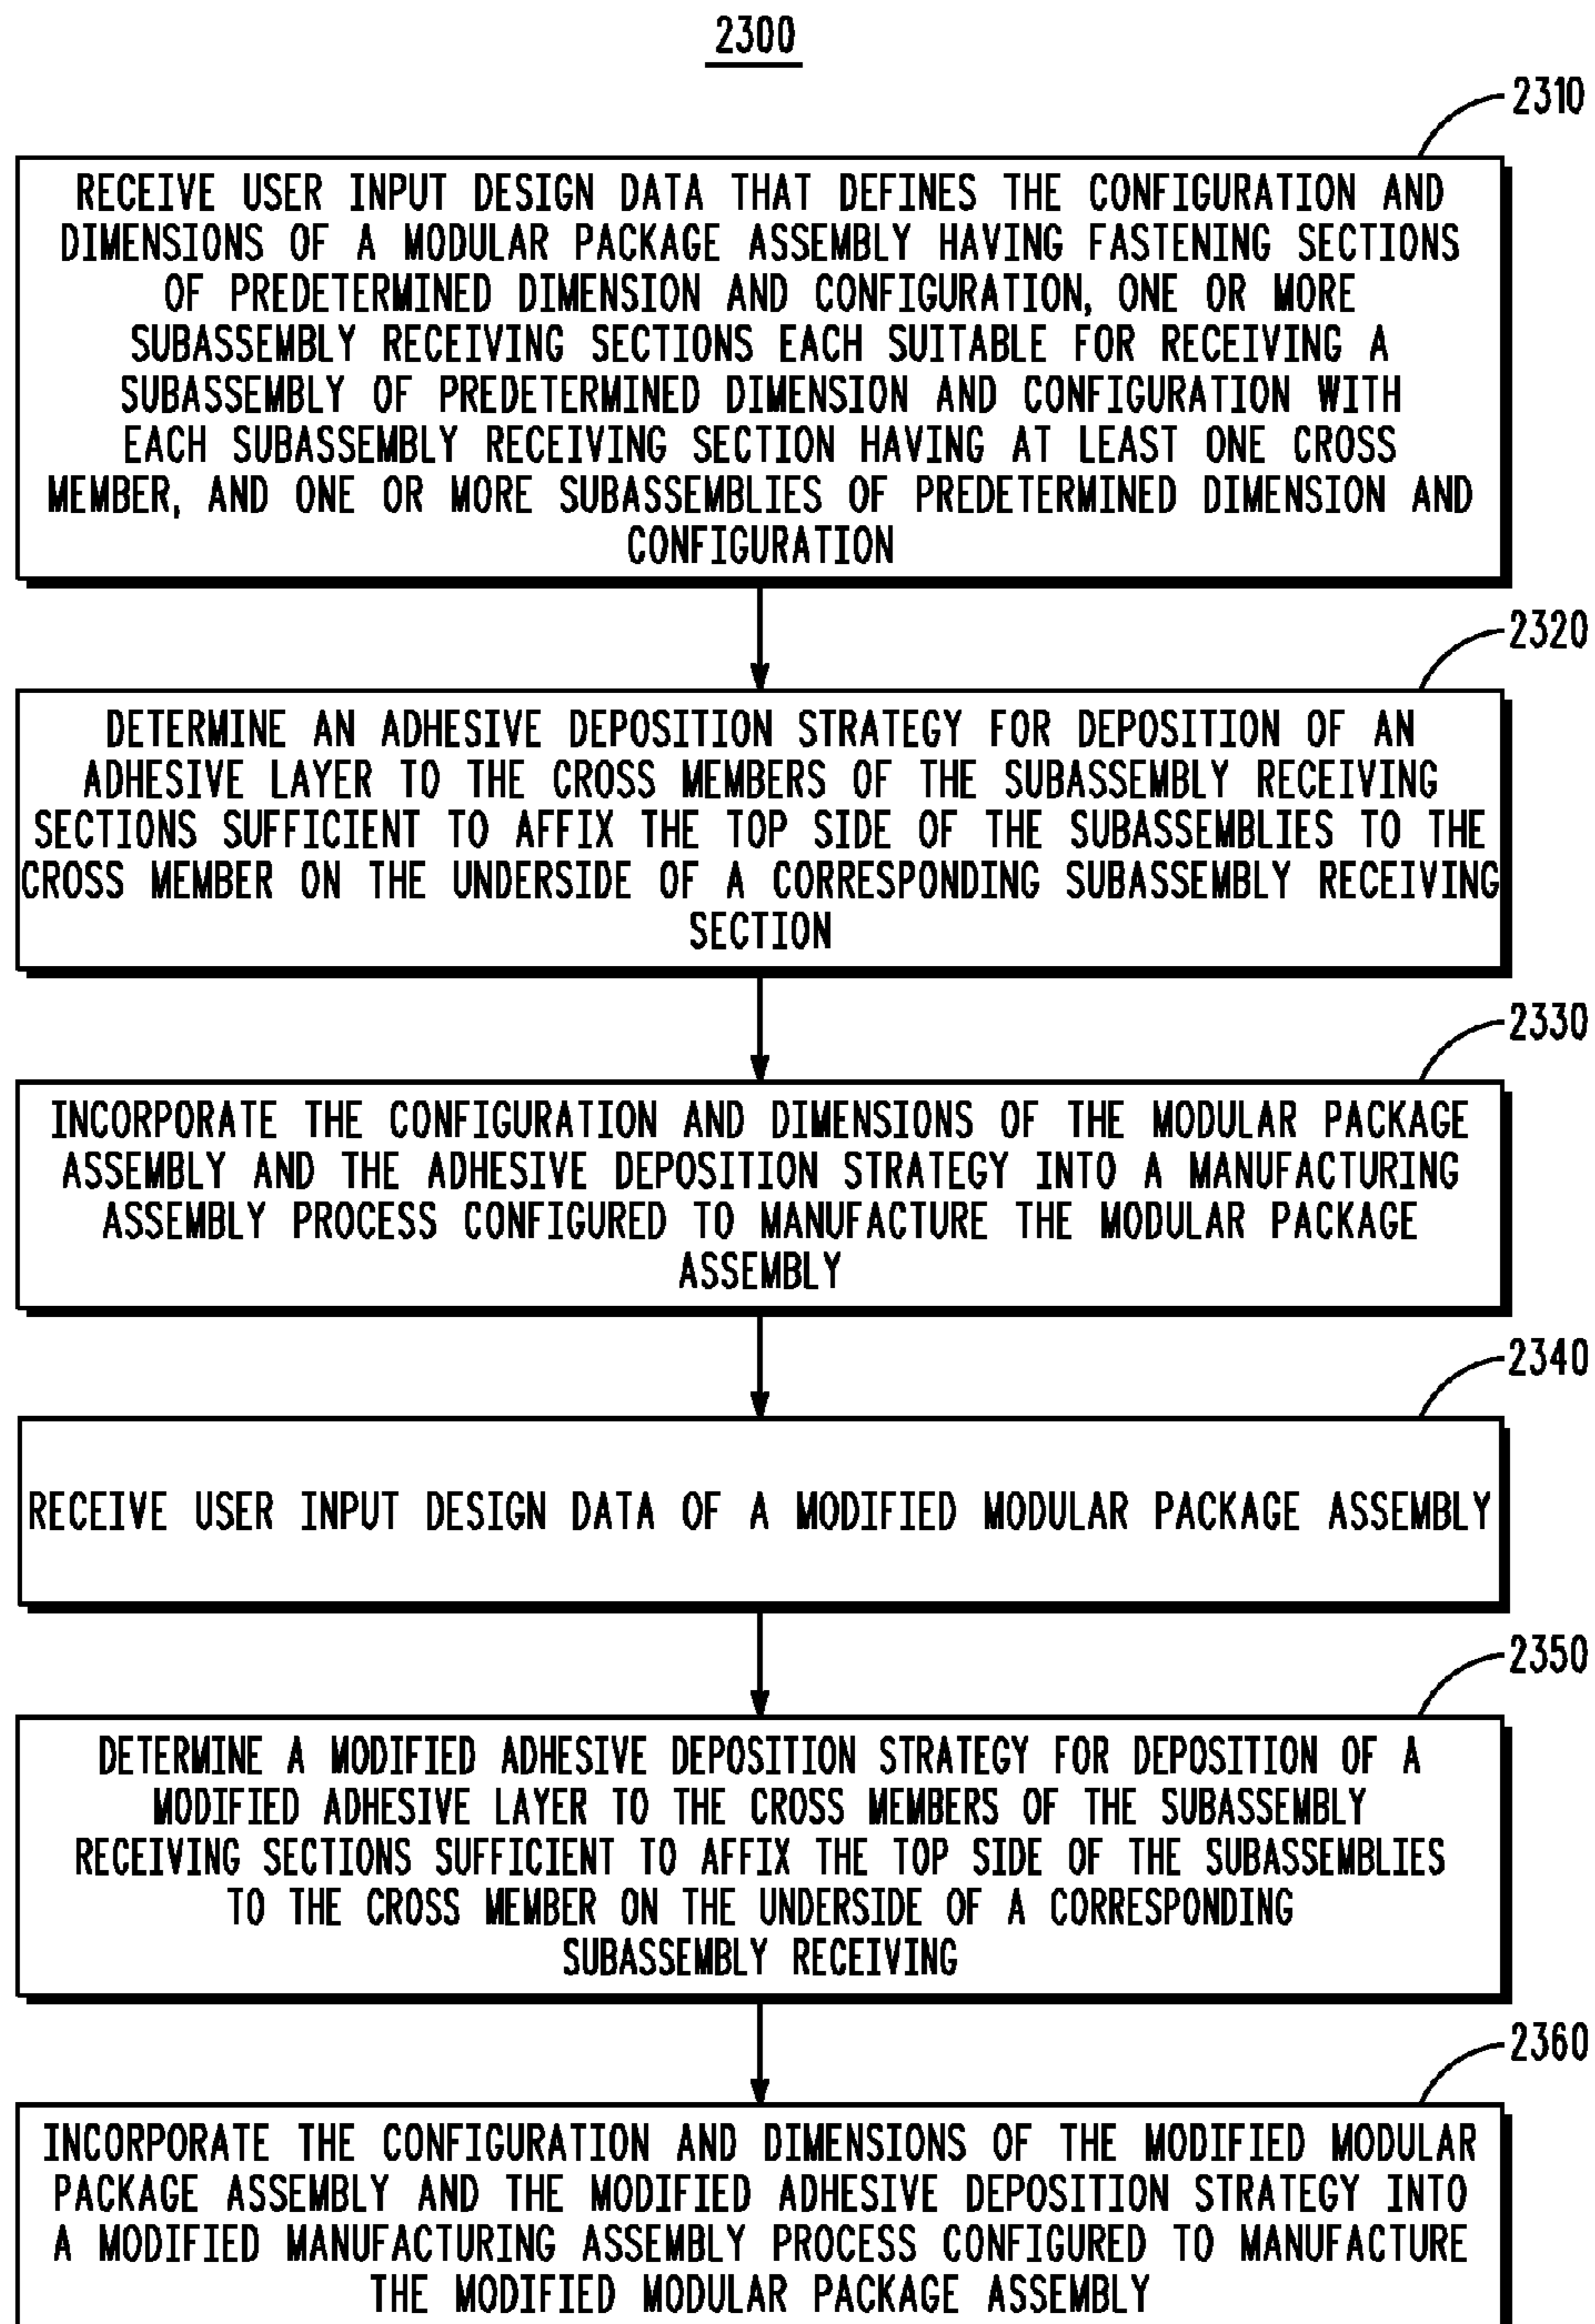 2300
2310
RECEIVE USER INPUT DESIGN DATA THAT DEFINES THE CONFIGURATION AND
DIMENSIONS OF A MODULAR PACKAGE ASSEMBLY HAVING FASTENING SECTIONS
OF PREDETERMINED DIMENSION AND CONFIGURATION, ONE OR MORE
SUBASSEMBLY RECEIVING SECTIONS EACH SUITABLE FOR RECEIVING A
SUBASSEMBLY OF PREDETERMINED DIMENSION AND CONFIGURATION WITH
EACH SUBASSEMBLY RECEIVING SECTION HAVING AT LEAST ONE CROSS
MEMBER, AND ONE OR MORE SUBASSEMBLIES OF PREDETERMINED DIMENSION AND
CONFIGURATION
2320
DETERMINE AN ADHESIVE DEPOSITION STRATEGY FOR DEPOSITION OF AN
ADHESIVE LAYER TO THE CROSS MEMBERS OF THE SUBASSEMBLY RECEIVING
SECTIONS SUFFICIENT TO AFFIX THE TOP SIDE OF THE SUBASSEMBLIES TO THE
CROSS MEMBER ON THE UNDERSIDE OF A CORRESPONDING SUBASSEMBLY RECEIVING
SECTION
2330
INCORPORATE THE CONFIGURATION AND DIMENSIONS OF THE MODULAR PACKAGE
ASSEMBLY AND THE ADHESIVE DEPOSITION STRATEGY INTO A MANUFACTURING
ASSEMBLY PROCESS CONFIGURED TO MANUFACTURE THE MODULAR PACKAGE
ASSEMBLY
2340
RECEIVE USER INPUT DESIGN DATA OF A MODIFIED MODULAR PACKAGE ASSEMBLY
2350
DETERMINE A MODIFIED ADHESIVE DEPOSITION STRATEGY FOR DEPOSITION OF A
MODIFIED ADHESIVE LAYER TO THE CROSS MEMBERS OF THE SUBASSEMBLY
RECEIVING SECTIONS SUFFICIENT TO AFFIX THE TOP SIDE OF THE SUBASSEMBLIES
TO THE CROSS MEMBER ON THE UNDERSIDE OF A CORRESPONDING
SUBASSEMBLY RECEIVING
2360
INCORPORATE THE CONFIGURATION AND DIMENSIONS OF THE MODIFIED MODULAR
PACKAGE ASSEMBLY AND THE MODIFIED ADHESIVE DEPOSITION STRATEGY INTO
A MODIFIED MANUFACTURING ASSEMBLY PROCESS CONFIGURED TO MANUFACTURE
THE MODIFIED MODULAR PACKAGE ASSEMBLY